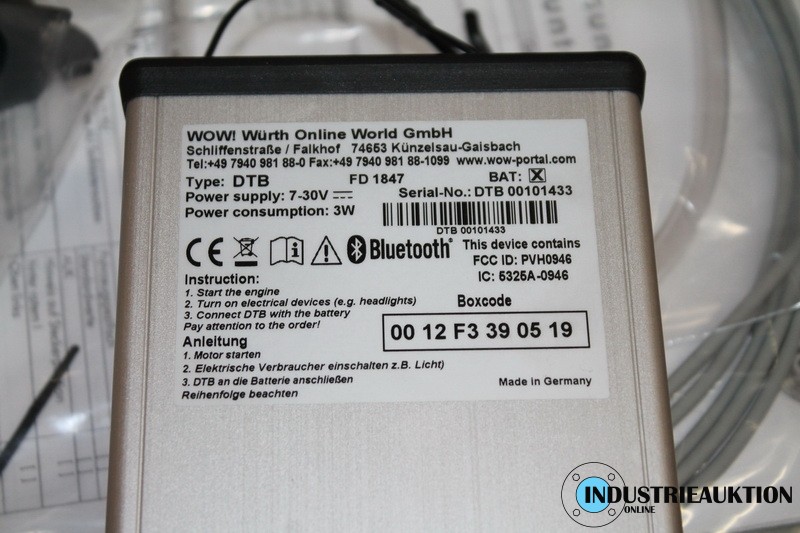 WOW! Würth Online World GmbH
Schliffenstraße / Falkhof 74653 Künzelsau-Gaisbach
Tel:+49 7940 981 88-0 Fax:+49 7940 981 88-1099 www.wow-portal.com
Type: DTB FD 1847 BAT: X
Power supply: 7-30V Serial-No.: DTB 00101433
Power consumption: 3W
DTB 00101433
CE Bluetooth® This device contains
FCC ID: PVH0946
IC: 5325A-0946
Instruction:
1. Start the engine
2. Turn on electrical devices (e.g. headlights)
3. Connect DTB with the battery
Pay attention to the order!
Boxcode
00 12 F3 39 05 19
Anleitung
1. Motor starten
2. Elektrische Verbraucher einschalten z.B. Licht)
3. DTB an die Batterie anschließen
Reihenfolge beachten
Made in Germany
INDUSTRIEAUKTION
ONLINE